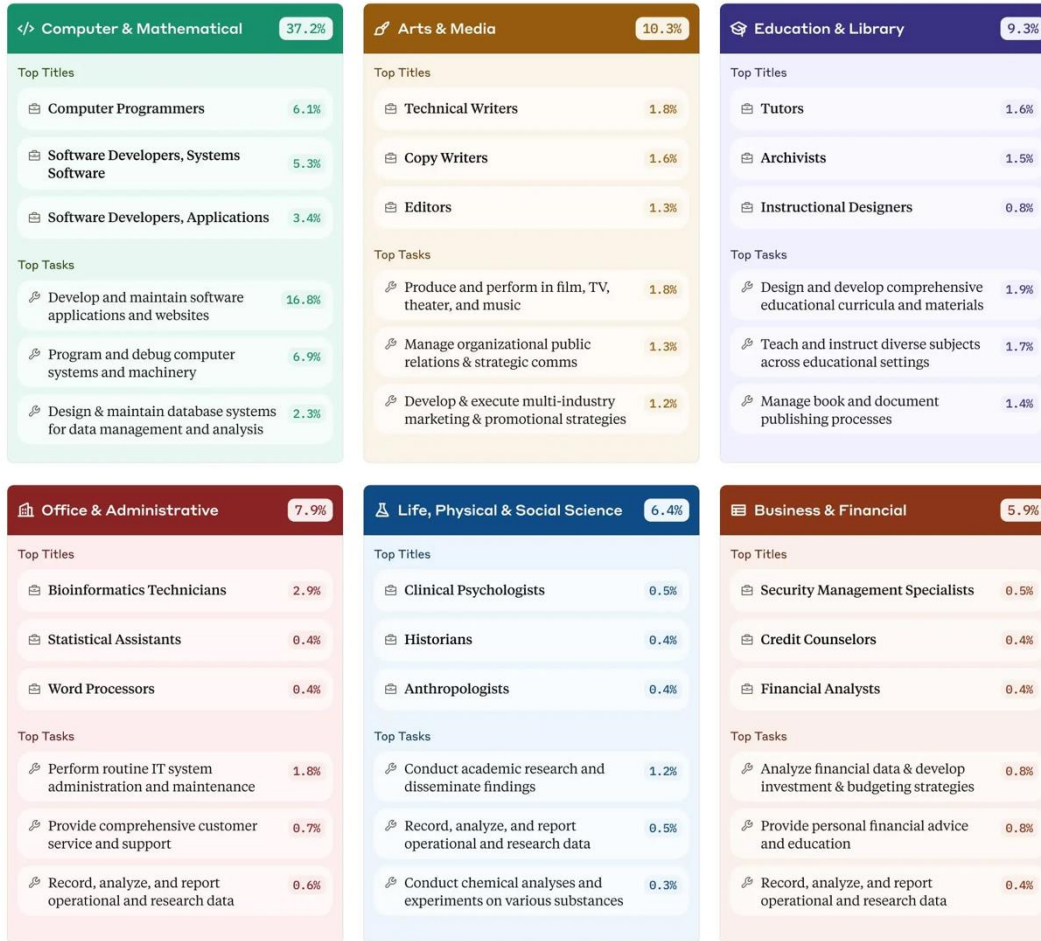 </> Computer & Mathematical 37.2%
Top Titles
Computer Programmers 6.1%
Software Developers, Systems
Software 5.3%
Software Developers, Applications 3.4%
Top Tasks
Develop and maintain software
applications and websites 16.8%
Program and debug computer
systems and machinery 6.9%
Design & maintain database systems
for data management and analysis 2.3%
Arts & Media 10.3%
Top Titles
Technical Writers 1.8%
Copy Writers 1.6%
Editors 1.3%
Top Tasks
Produce and perform in film, TV,
theater, and music 1.8%
Manage organizational public
relations & strategic comms 1.3%
Develop & execute multi-industry
marketing & promotional strategies 1.2%
Education & Library 9.3%
Top Titles
Tutors 1.6%
Archivists 1.5%
Instructional Designers 0.8%
Top Tasks
Design and develop comprehensive
educational curricula and materials 1.9%
Teach and instruct diverse subjects
across educational settings 1.7%
Manage book and document
publishing processes 1.4%
Office & Administrative 7.9%
Top Titles
Bioinformatics Technicians 2.9%
Statistical Assistants 0.4%
Word Processors 0.4%
Top Tasks
Perform routine IT system
administration and maintenance 1.8%
Provide comprehensive customer
service and support 0.7%
Record, analyze, and report
operational and research data 0.6%
Life, Physical & Social Science 6.4%
Top Titles
Clinical Psychologists 0.5%
Historians 0.4%
Anthropologists 0.4%
Top Tasks
Conduct academic research and
disseminate findings 1.2%
Record, analyze, and report
operational and research data 0.5%
Conduct chemical analyses and
experiments on various substances 0.3%
Business & Financial 5.9%
Top Titles
Security Management Specialists 0.5%
Credit Counselors 0.4%
Financial Analysts 0.4%
Top Tasks
Analyze financial data & develop
investment & budgeting strategies 0.8%
Provide personal financial advice
and education 0.8%
Record, analyze, and report
operational and research data 0.4%